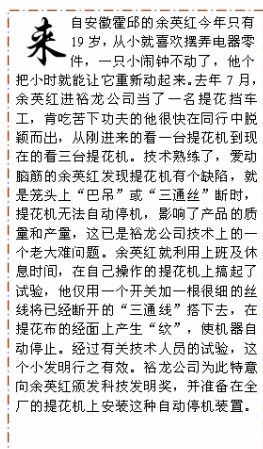 来自安徽霍邱的余英红今年只有
19岁，从小就喜欢摆弄电器零
件，一只小闹钟不动了，他个
把小时就能让它重新动起来。去年7月，
余英红进裕龙公司当了一名提花挡车
工，肯吃苦下功夫的他很快在同行中脱
颖而出，从刚进来的看一台提花机到现
在的看三台提花机。技术熟练了，爱动
脑筋的余英红发现提花机有个缺陷，就
是笼头上“巴吊”或“三通丝”断时，
提花机无法自动停机，影响了产品的质
量和产量，这已是裕龙公司技术上的一
个老大难问题。余英红就利用上班及休
息时间，在自己操作的提花机上搞起了
试验，他仅用一个开关加一根很细的丝
线将已经断开的“三通线”搭下去，在
提花布的经面上产生“纹”，使机器自
动停止。经过有关技术人员的试验，这
个小发明行之有效。裕龙公司为此特意
向余英红颁发科技发明奖，并准备在全
厂的提花机上安装这种自动停机装置。